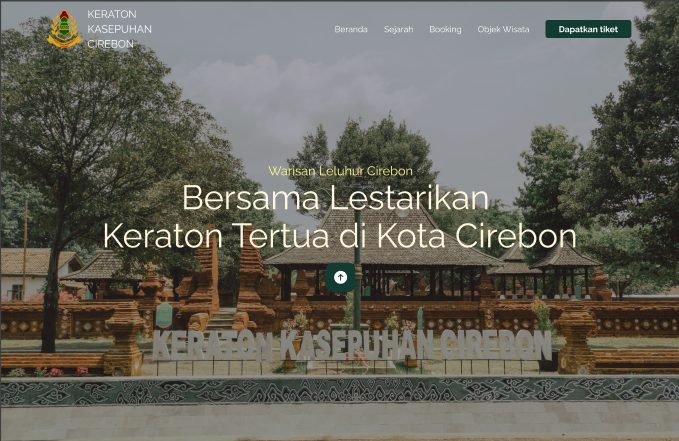 KERATON
KASEPUHAN
CIREBON
Beranda Sejarah Booking Objek Wisata Dapatkan tiket
Warisan Leluhur Cirebon
Bersama Lestarikan
Keraton Tertua di Kota Cirebon
KERATON KASEPUHAN CIREBON